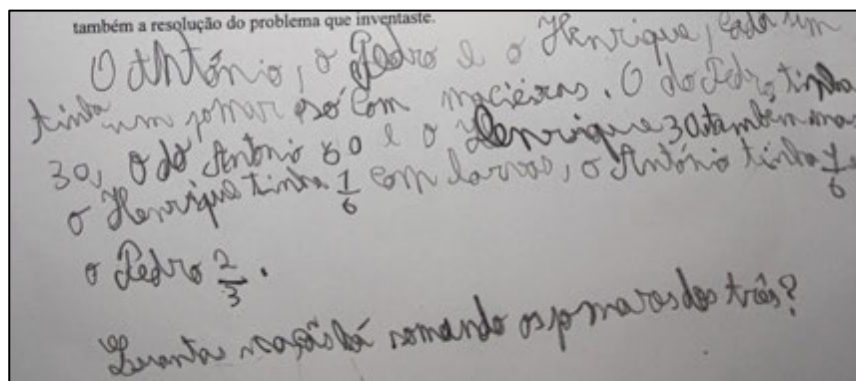 também a resolução do problema que inventaste.
O António, o Pedro e o Henrique, cada um
tinha um pomar só com macieiras. O do Pedro tinha
30, o do António 60 e o Henrique 30 também mas
o Henrique tinha 1/6 com larvas, o António tinha 1/6 e
o Pedro 2/3.
há somando os pomares dos três?